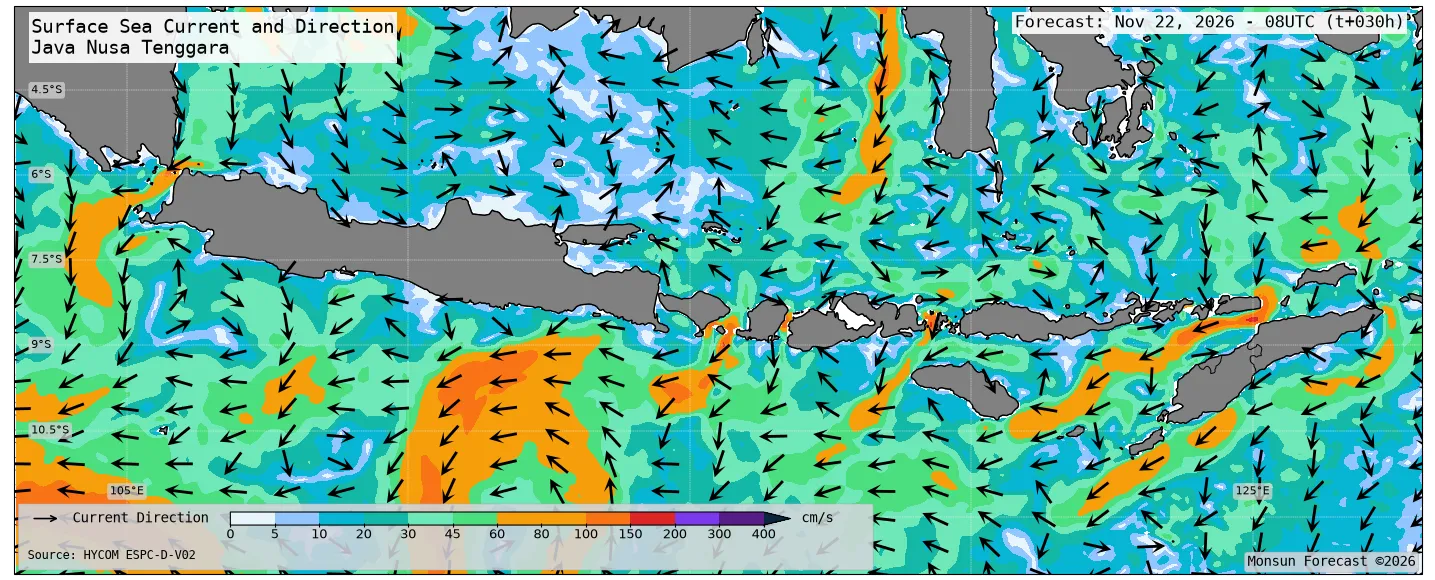 Surface Sea Current and Direction
Java Nusa Tenggara
Forecast: Nov 22, 2026 - 08UTC (t+030h)
4.5°S
6°S
7.5°S
9°S
10.5°S
105°E
125°E
Current Direction
0 5 10 20 30 45 60 80 100 150 200 300 400 cm/s
Source: HYCOM ESPC-D-V02
Monsun Forecast ©2026